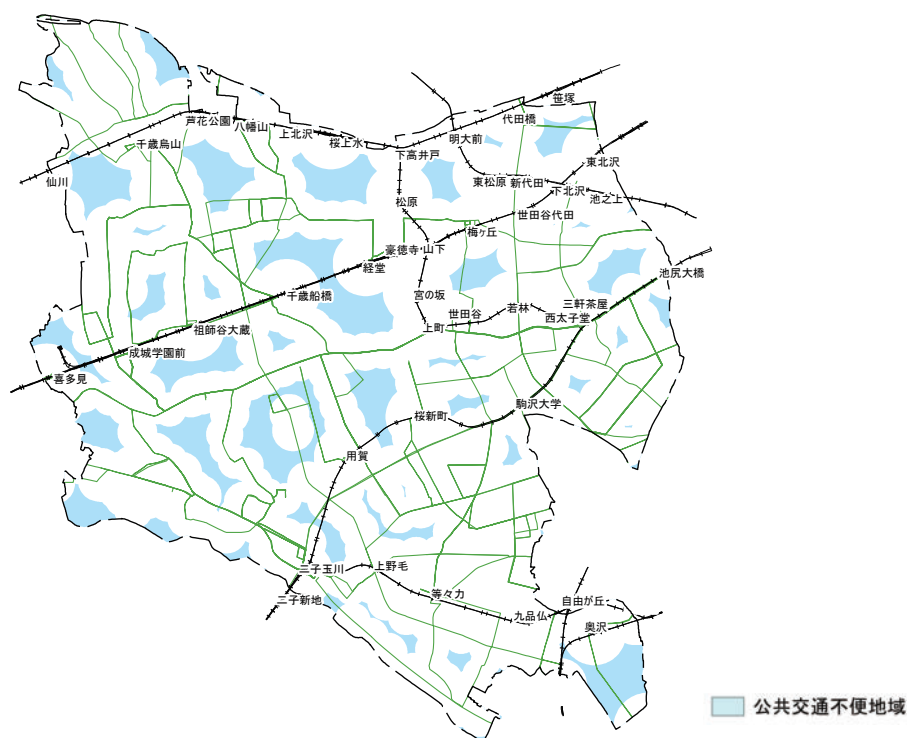 笹塚
代田橋
芦花公園
八幡山
上北沢
桜上水
明大前
千歳烏山
下高井戸
東北沢
仙川
東松原
新代田
下北沢
池之上
松原
世田谷代田
梅ヶ丘
豪徳寺
山下
経堂
池尻大橋
千歳船橋
宮の坂
世田谷
若林
三軒茶屋
西太子堂
祖師谷大蔵
上町
成城学園前
喜多見
駒沢大学
桜新町
用賀
二子玉川
上野毛
二子新地
等々力
九品仏
自由が丘
奥沢
公共交通不便地域